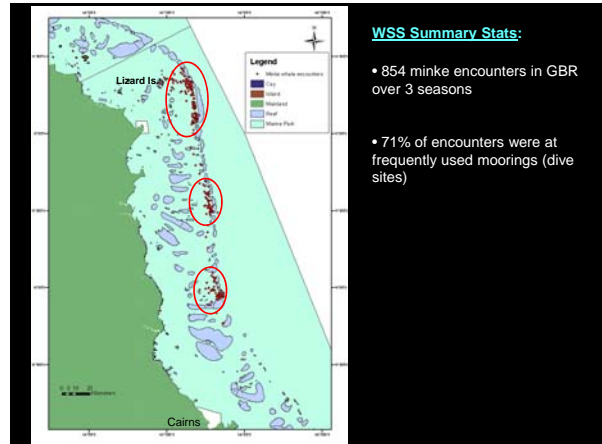 WSS Summary Stats:
• 854 minke encounters in GBR
over 3 seasons
• 71% of encounters were at
frequently used moorings (dive
sites)
Lizard Is.
Legend
Minke whale encounters
Cay
Island
Mainland
Reef
Marine Park
Cairns